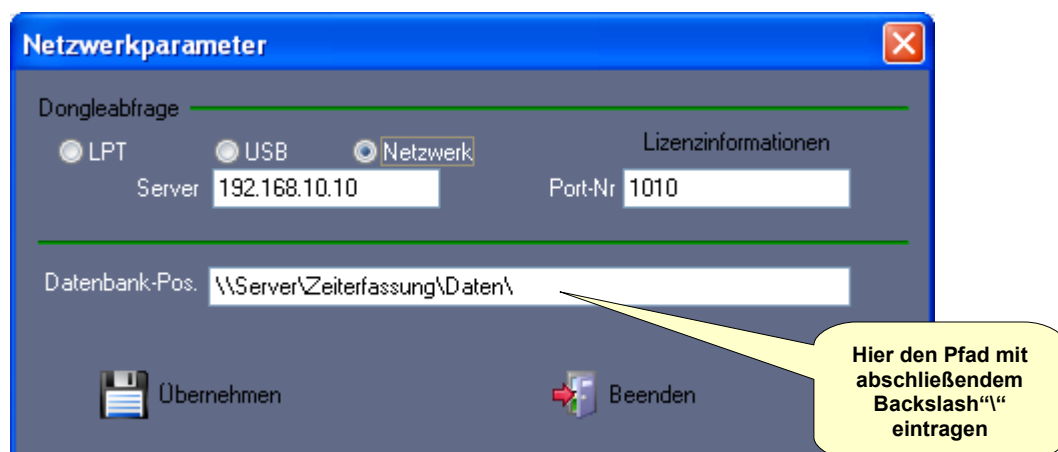 Netzwerkparameter
Dongleabfrage
LPT USB Netzwerk Lizenzinformationen
Server 192.168.10.10 Port-Nr 1010
Datenbank-Pos. \\Server\Zeiterfassung\Daten\
Übernehmen Beenden
Hier den Pfad mit
abschließendem
Backslash“\“
eintragen